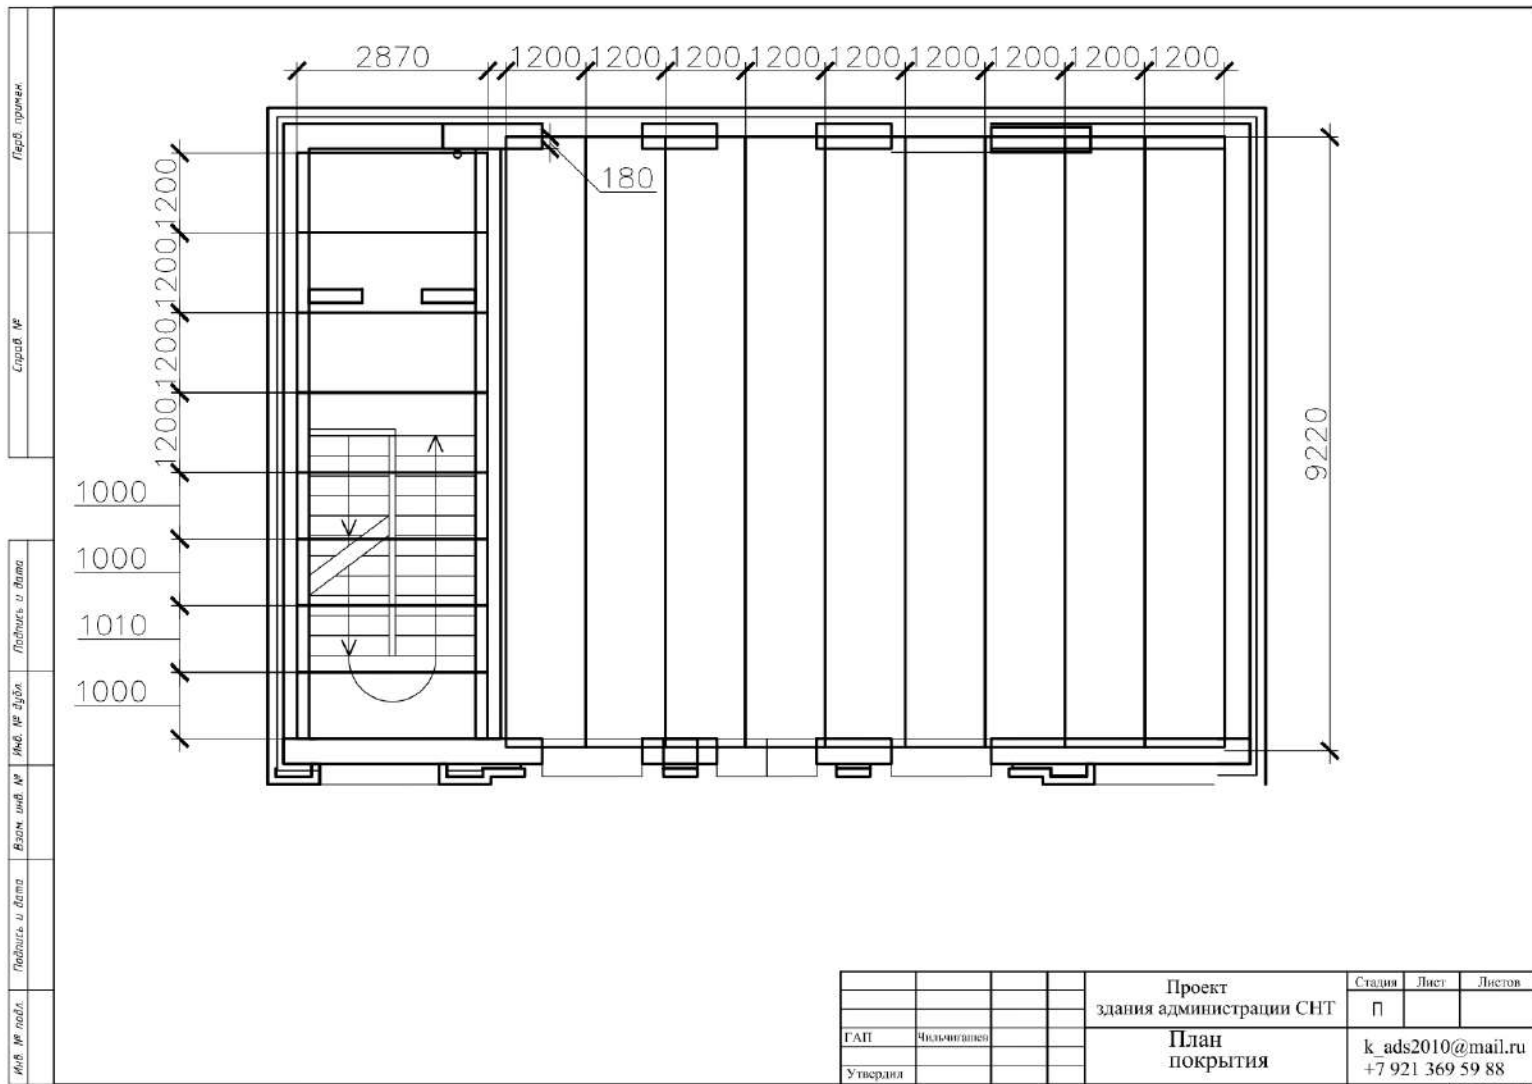 2870
1200 1200 1200 1200 1200 1200 1200 1200 1200
180
1200
1200
1200
1200
1000
1000
1010
1000
9220
Перв. примен.
Справ. №
Подпись и дата
Инв. № дубл.
Взам. инв. №
Подпись и дата
Инв. № подл.
Проект
здания администрации СНТ
Стадия Лист Листов
П
ГАП
План
покрытия
Утвердил
k_ads2010@mail.ru
+7 921 369 59 88